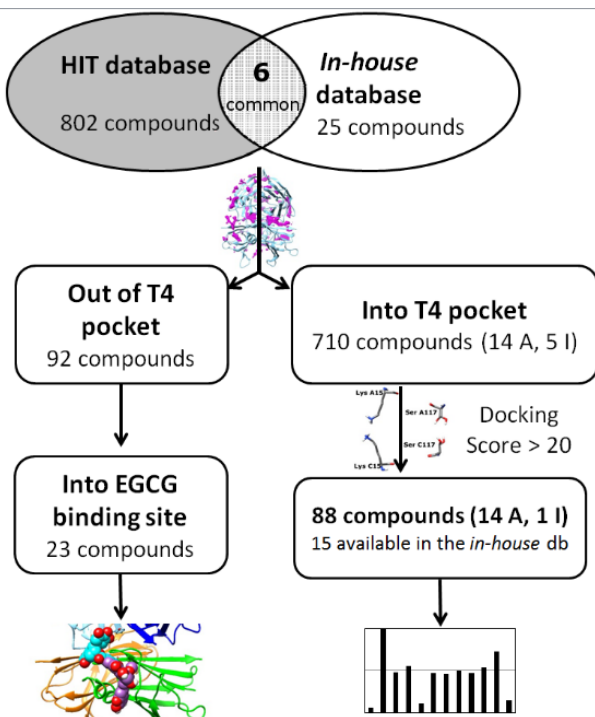 HIT database
802 compounds
6
common
In-house
database
25 compounds
Out of T4
pocket
92 compounds
Into T4 pocket
710 compounds (14 A, 5 I)
Lys A15
Ser A117
Ser C117
Lys C15
Docking
Score > 20
Into EGCG
binding site
23 compounds
88 compounds (14 A, 1 I)
15 available in the in-house db